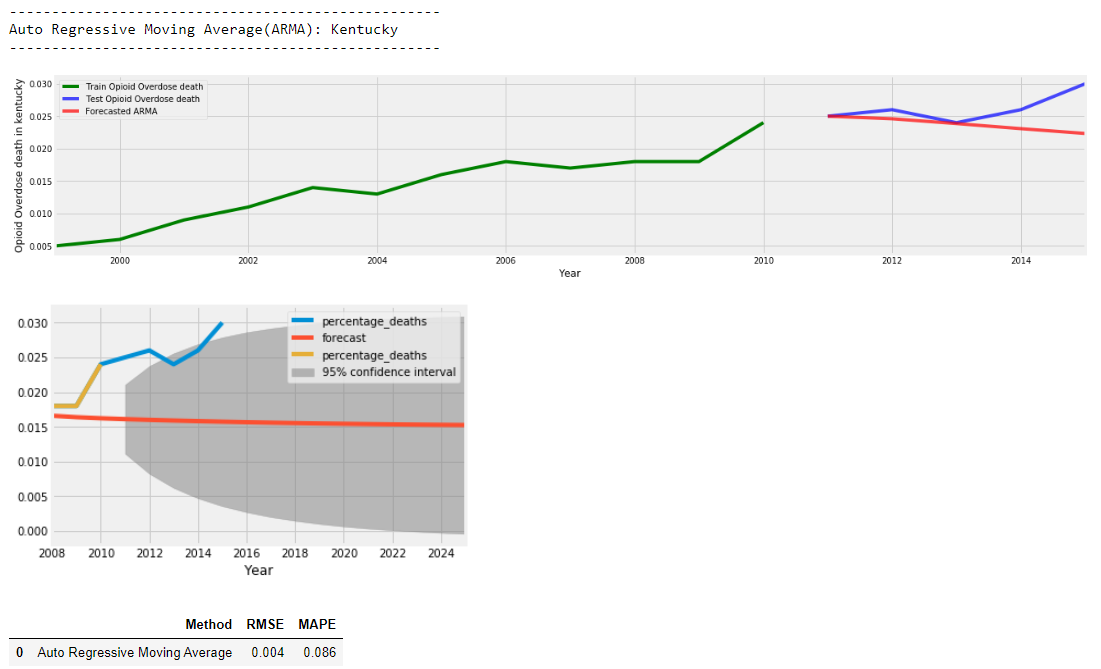 --------------------------------------------------
Auto Regressive Moving Average(ARMA): Kentucky
--------------------------------------------------
Opioid Overdose death in kentucky
Train Opioid Overdose death
Test Opioid Overdose death
Forecasted ARMA
0.030
0.025
0.020
0.015
0.010
0.005
2000 2002 2004 2006 2008 2010 2012 2014
Year
percentage_deaths
forecast
percentage_deaths
95% confidence interval
0.030
0.025
0.020
0.015
0.010
0.005
0.000
2008 2010 2012 2014 2016 2018 2020 2022 2024
Year
Method RMSE MAPE
0 Auto Regressive Moving Average 0.004 0.086